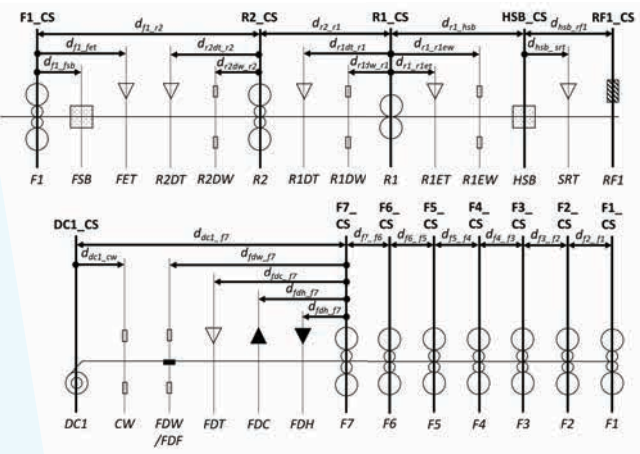 F1_CS R2_CS R1_CS HSB_CS RF1_CS
d_f1_r2 d_r2_r1 d_r1_hsb d_hsb_rf1
d_f1_fet d_r2dt_r2 d_r1dt_r1 d_r1_r1ew d_hsb_srt
d_f1_fsb d_r2dw_r2 d_r1dw_r1 d_r1_r1et
F1 FSB FET R2DT R2DW R2 R1DT R1DW R1 R1ET R1EW HSB SRT RF1
F7_ F6_ F5_ F4_ F3_ F2_ F1_
DC1_CS CS CS CS CS CS CS CS
d_dc1_f7 d_f7_f6 d_f6_f5 d_f5_f4 d_f4_f3 d_f3_f2 d_f2_f1
d_dc1_cw d_fdw_f7
d_fdc_f7
d_fdh_f7
d_fdh_f7
DC1 CW FDW FDT FDC FDH F7 F6 F5 F4 F3 F2 F1
/FDF